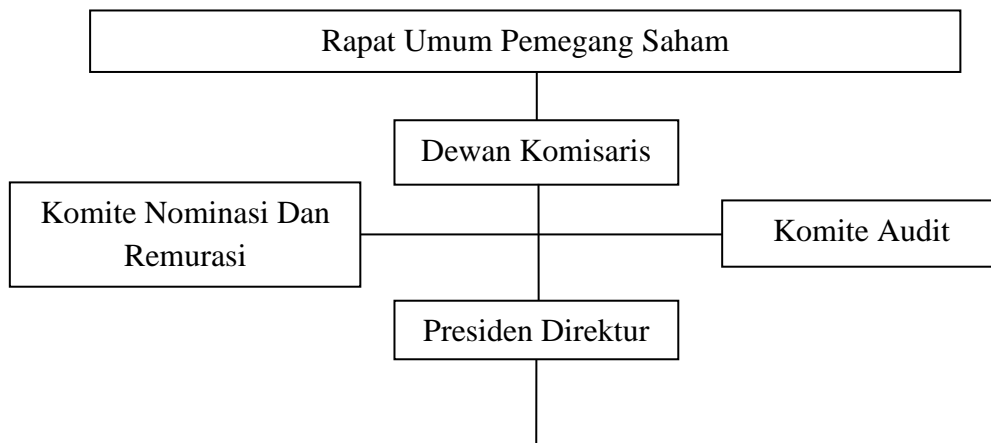 Rapat Umum Pemegang Saham
Dewan Komisaris
Komite Nominasi Dan
Remurasi
Komite Audit
Presiden Direktur